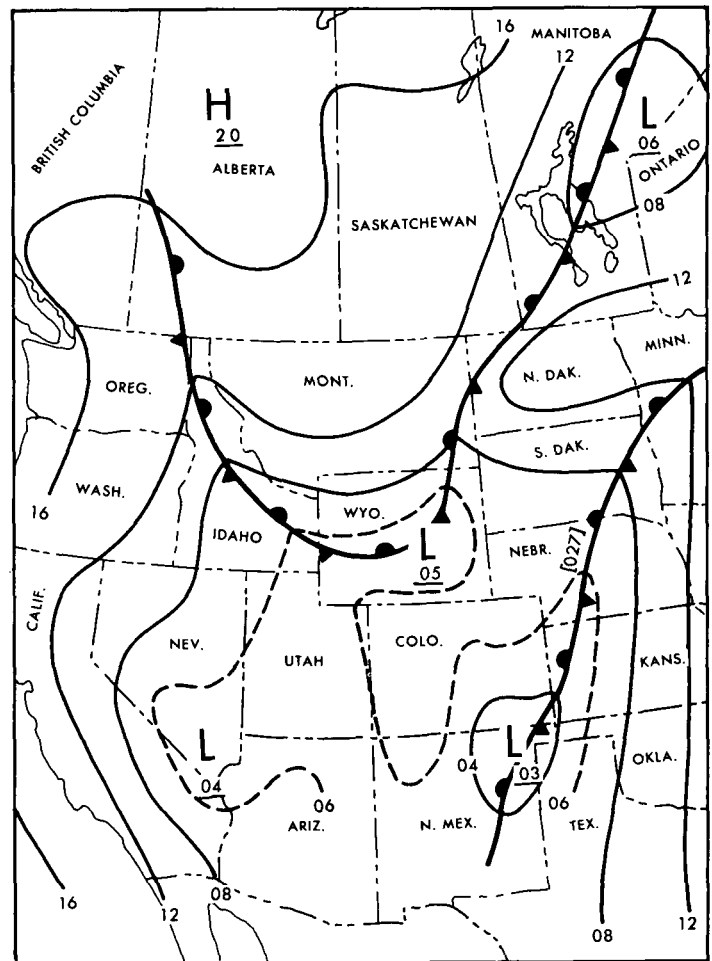 16
MANITOBA
12
BRITISH COLUMBIA
H
20
ALBERTA
L
06
ONTARIO
SASKATCHEWAN
08
12
MINN.
OREG.
MONT.
N. DAK.
S. DAK.
WASH.
16
IDAHO
WYO.
L
05
NEBR.
[027]
CALIF.
NEV.
UTAH
COLO.
KANS.
L
04
04
L
03
OKLA.
06
ARIZ.
N. MEX.
06
TEX.
16
12
08
08
12